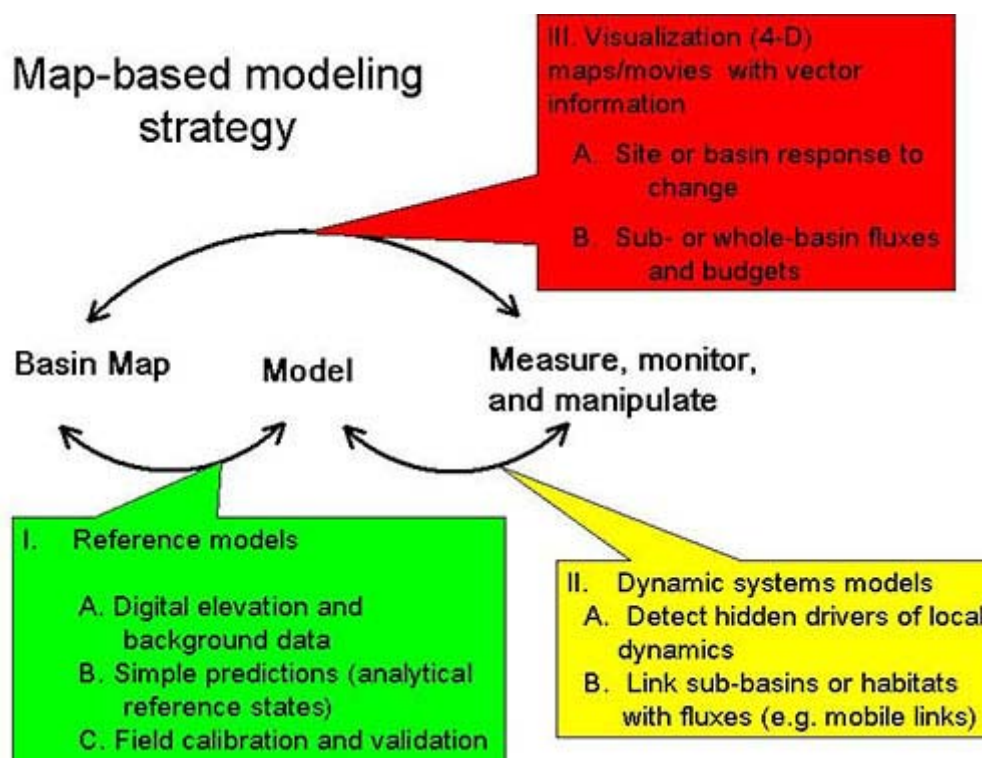 Map-based modeling
strategy
III. Visualization (4-D)
maps/movies with vector
information
A. Site or basin response to
change
B. Sub- or whole-basin fluxes
and budgets
Basin Map
Model
Measure, monitor,
and manipulate
I. Reference models
A. Digital elevation and
background data
B. Simple predictions (analytical
reference states)
C. Field calibration and validation
II. Dynamic systems models
A. Detect hidden drivers of local
dynamics
B. Link sub-basins or habitats
with fluxes (e.g. mobile links)